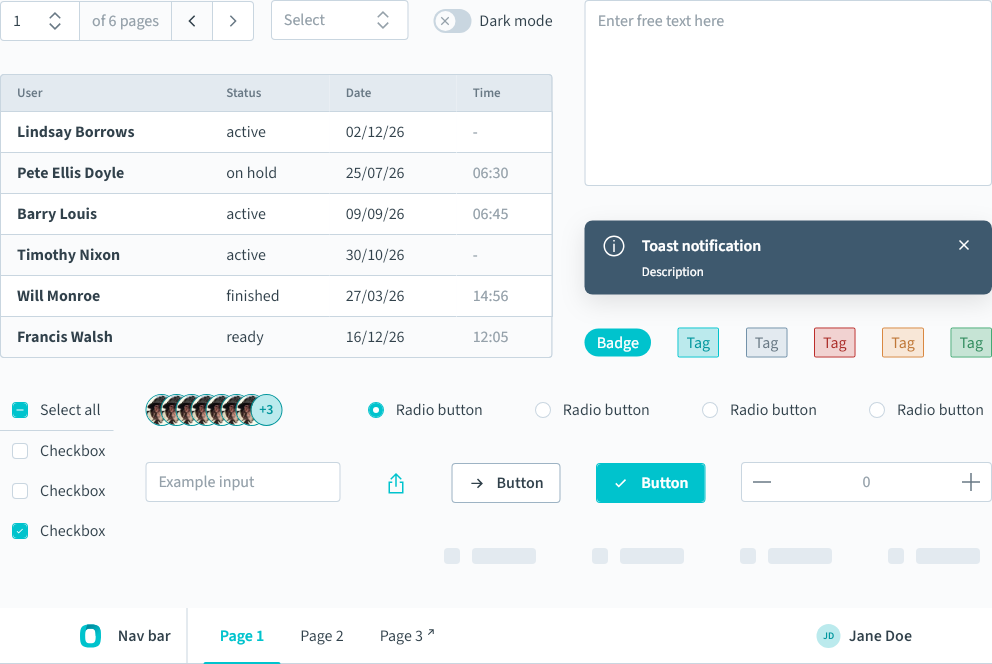 1 of 6 pages Select Dark mode
Enter free text here
User Status Date Time
Lindsay Borrows active 02/12/26 -
Pete Ellis Doyle on hold 25/07/26 06:30
Barry Louis active 09/09/26 06:45
Timothy Nixon active 30/10/26 -
Will Monroe finished 27/03/26 14:56
Francis Walsh ready 16/12/26 12:05
Toast notification
Description
Badge Tag Tag Tag Tag Tag
Select all
Checkbox
Checkbox
Checkbox
+3
Radio button Radio button Radio button Radio button
Example input
Button Button 0
Nav bar Page 1 Page 2 Page 3 ↗ JD Jane Doe